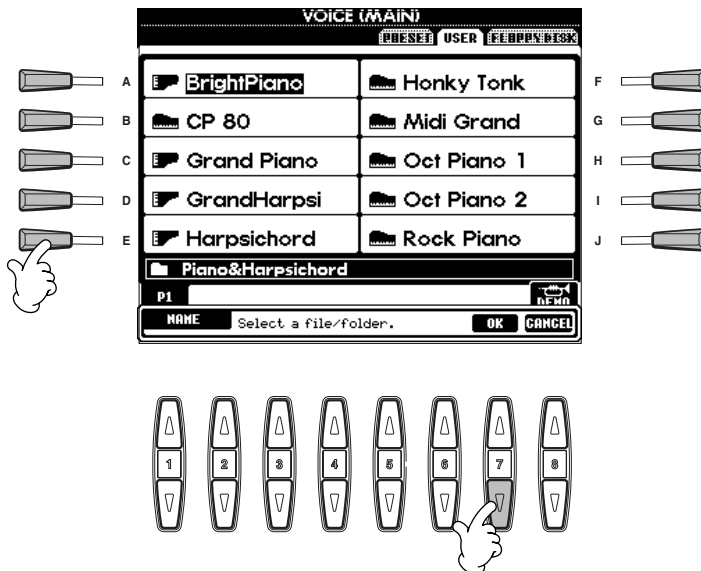 VOICE (MAIN)
PRESET USER FLOPPY DISK
A BrightPiano Honky Tonk F
B CP 80 Midi Grand G
C Grand Piano Oct Piano 1 H
D GrandHarpsi Oct Piano 2 I
E Harpsichord Rock Piano J
Piano&Harpsichord
P1 DEMO
NAME Select a file/folder. OK CANCEL
1 2 3 4 5 6 7 8